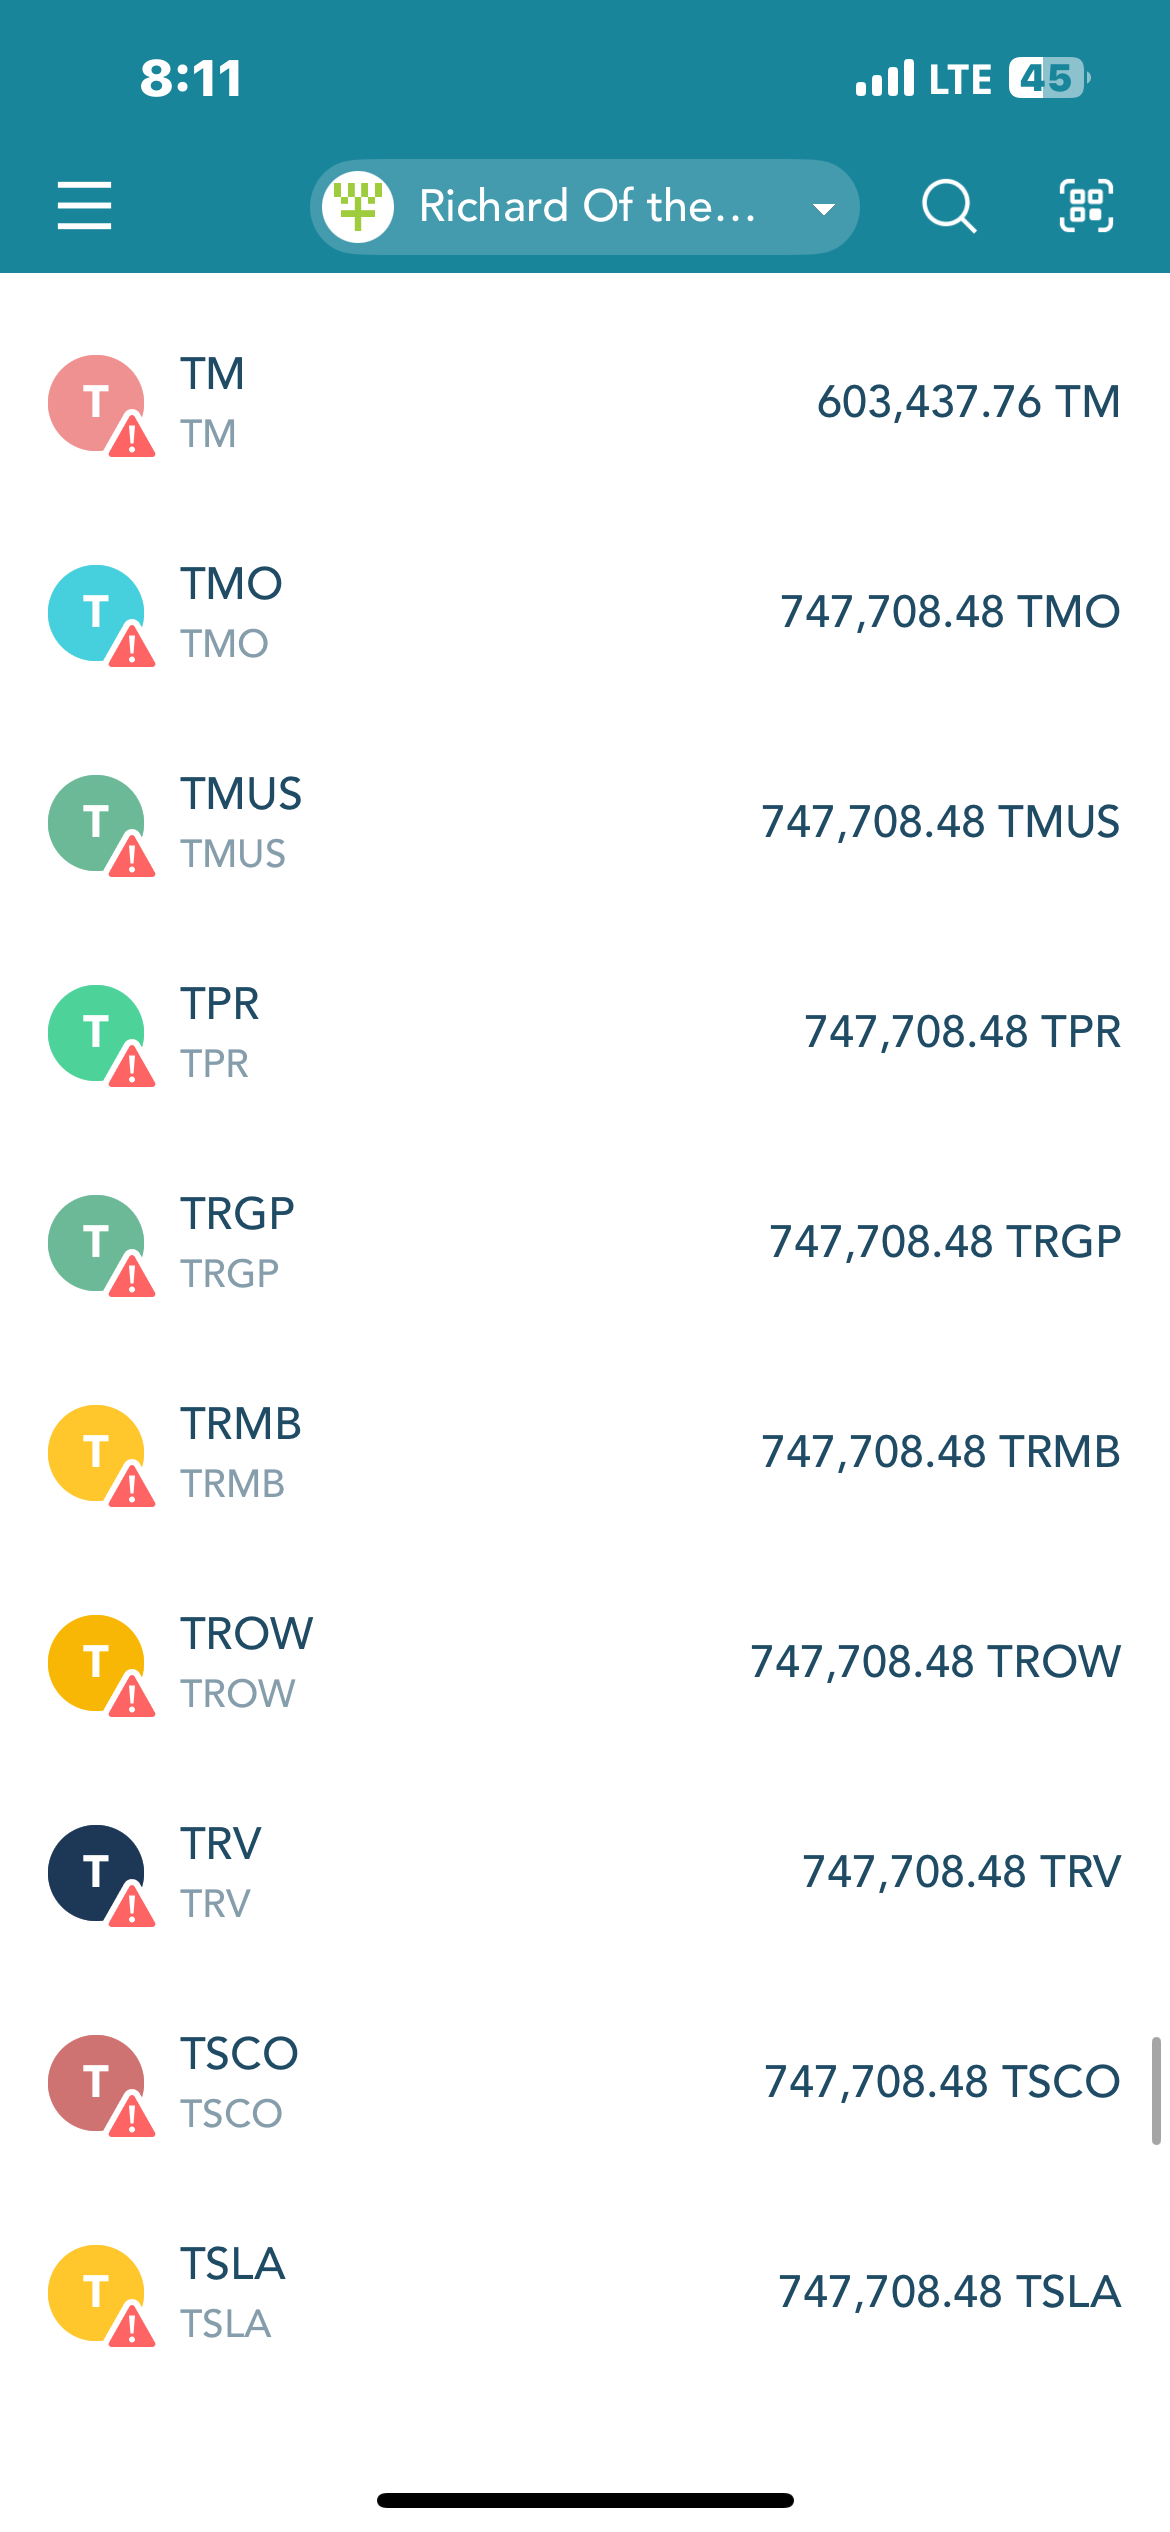 8:11
LTE 45
Richard Of the...
T
TM
TM
603,437.76 TM
T
TMO
TMO
747,708.48 TMO
T
TMUS
TMUS
747,708.48 TMUS
T
TPR
TPR
747,708.48 TPR
T
TRGP
TRGP
747,708.48 TRGP
T
TRMB
TRMB
747,708.48 TRMB
T
TROW
TROW
747,708.48 TROW
T
TRV
TRV
747,708.48 TRV
T
TSCO
TSCO
747,708.48 TSCO
T
TSLA
TSLA
747,708.48 TSLA